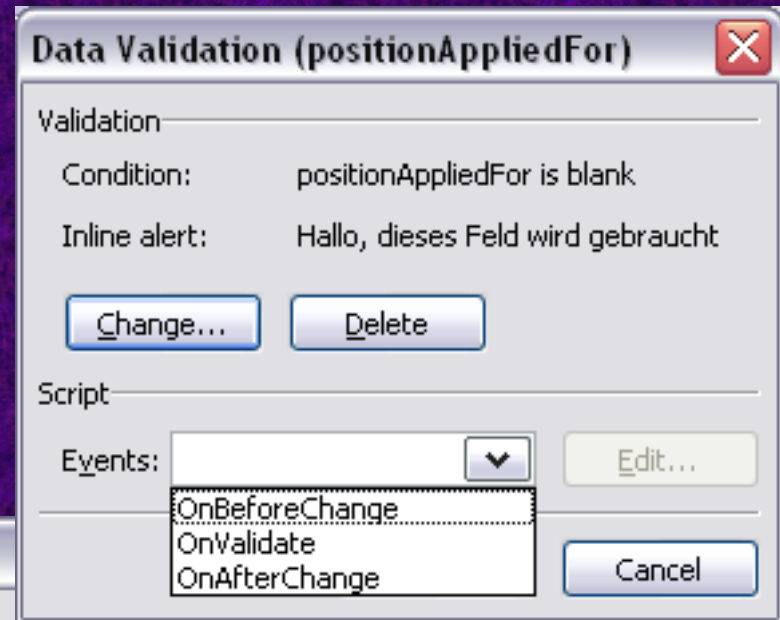 Data Validation (positionAppliedFor)
Validation
Condition: positionAppliedFor is blank
Inline alert: Hallo, dieses Feld wird gebraucht
Change... Delete
Script
Events: Edit...
OnBeforeChange
OnValidate
OnAfterChange
Cancel